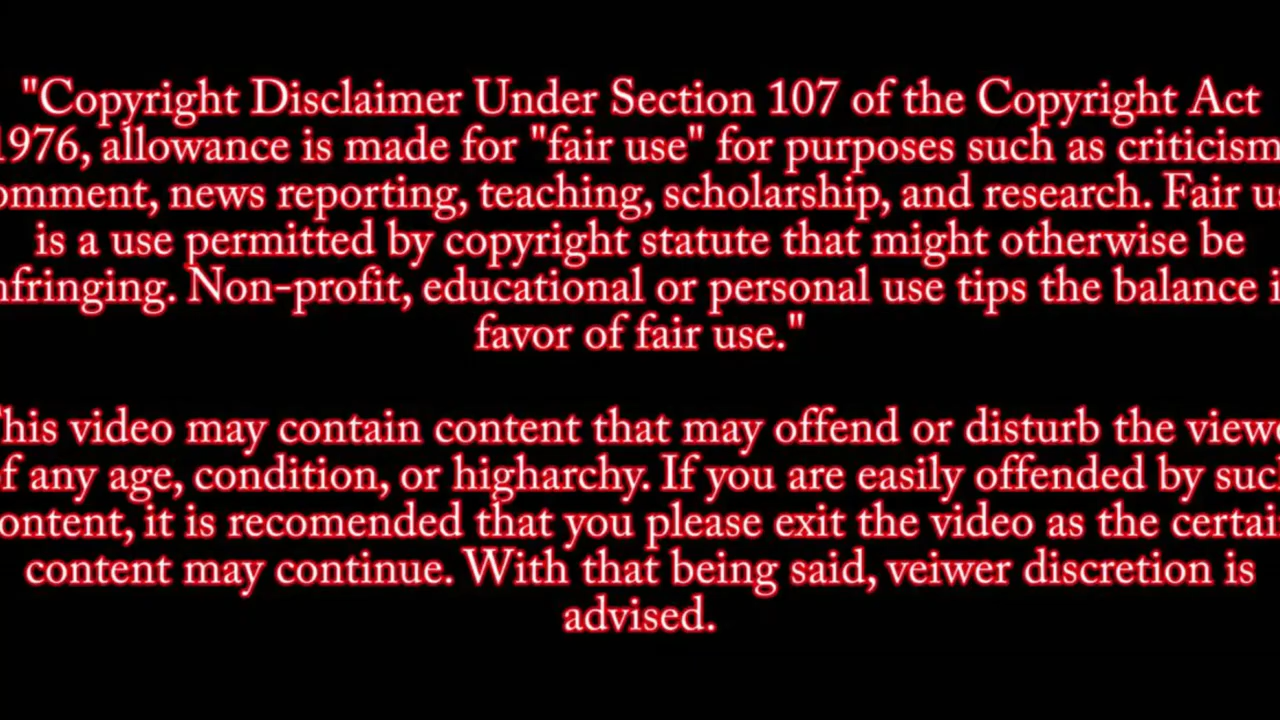 "Copyright Disclaimer Under Section 107 of the Copyright Act
1976, allowance is made for "fair use" for purposes such as criticism
omment, news reporting, teaching, scholarship, and research. Fair u
is a use permitted by copyright statute that might otherwise be
nfringing. Non-profit, educational or personal use tips the balance i
favor of fair use."
This video may contain content that may offend or disturb the viewe
of any age, condition, or higharchy. If you are easily offended by suc
ontent, it is recomended that you please exit the video as the certai
content may continue. With that being said, veiwer discretion is
advised.